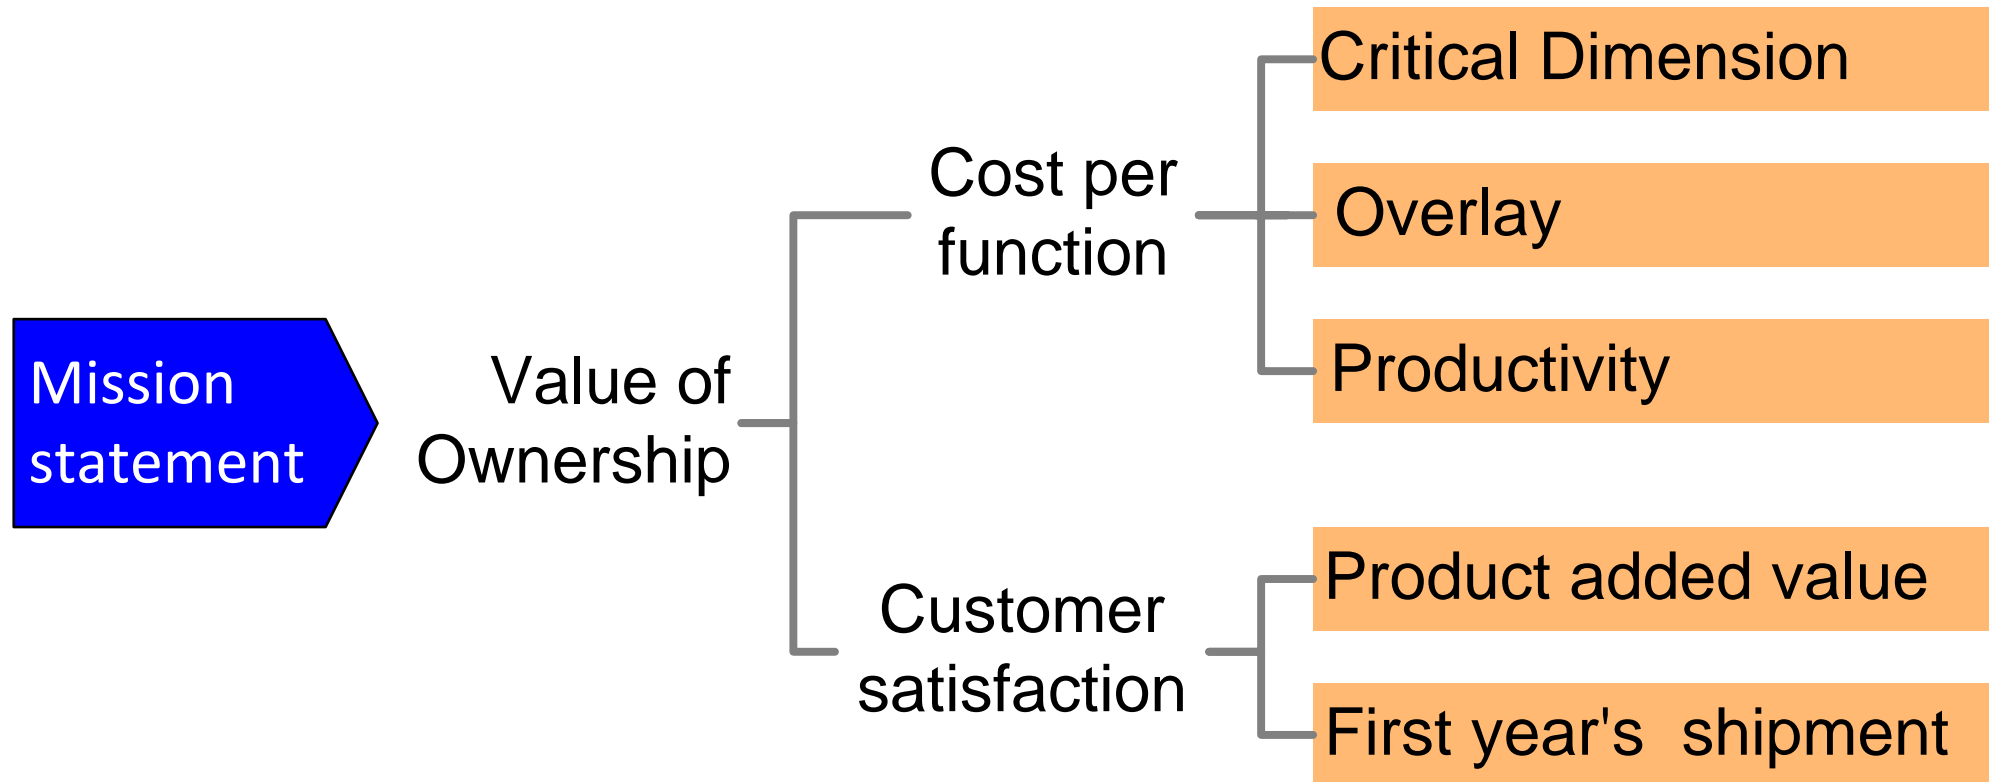 Mission
statement
Value of
Ownership
Cost per
function
Critical Dimension
Overlay
Productivity
Customer
satisfaction
Product added value
First year's  shipment